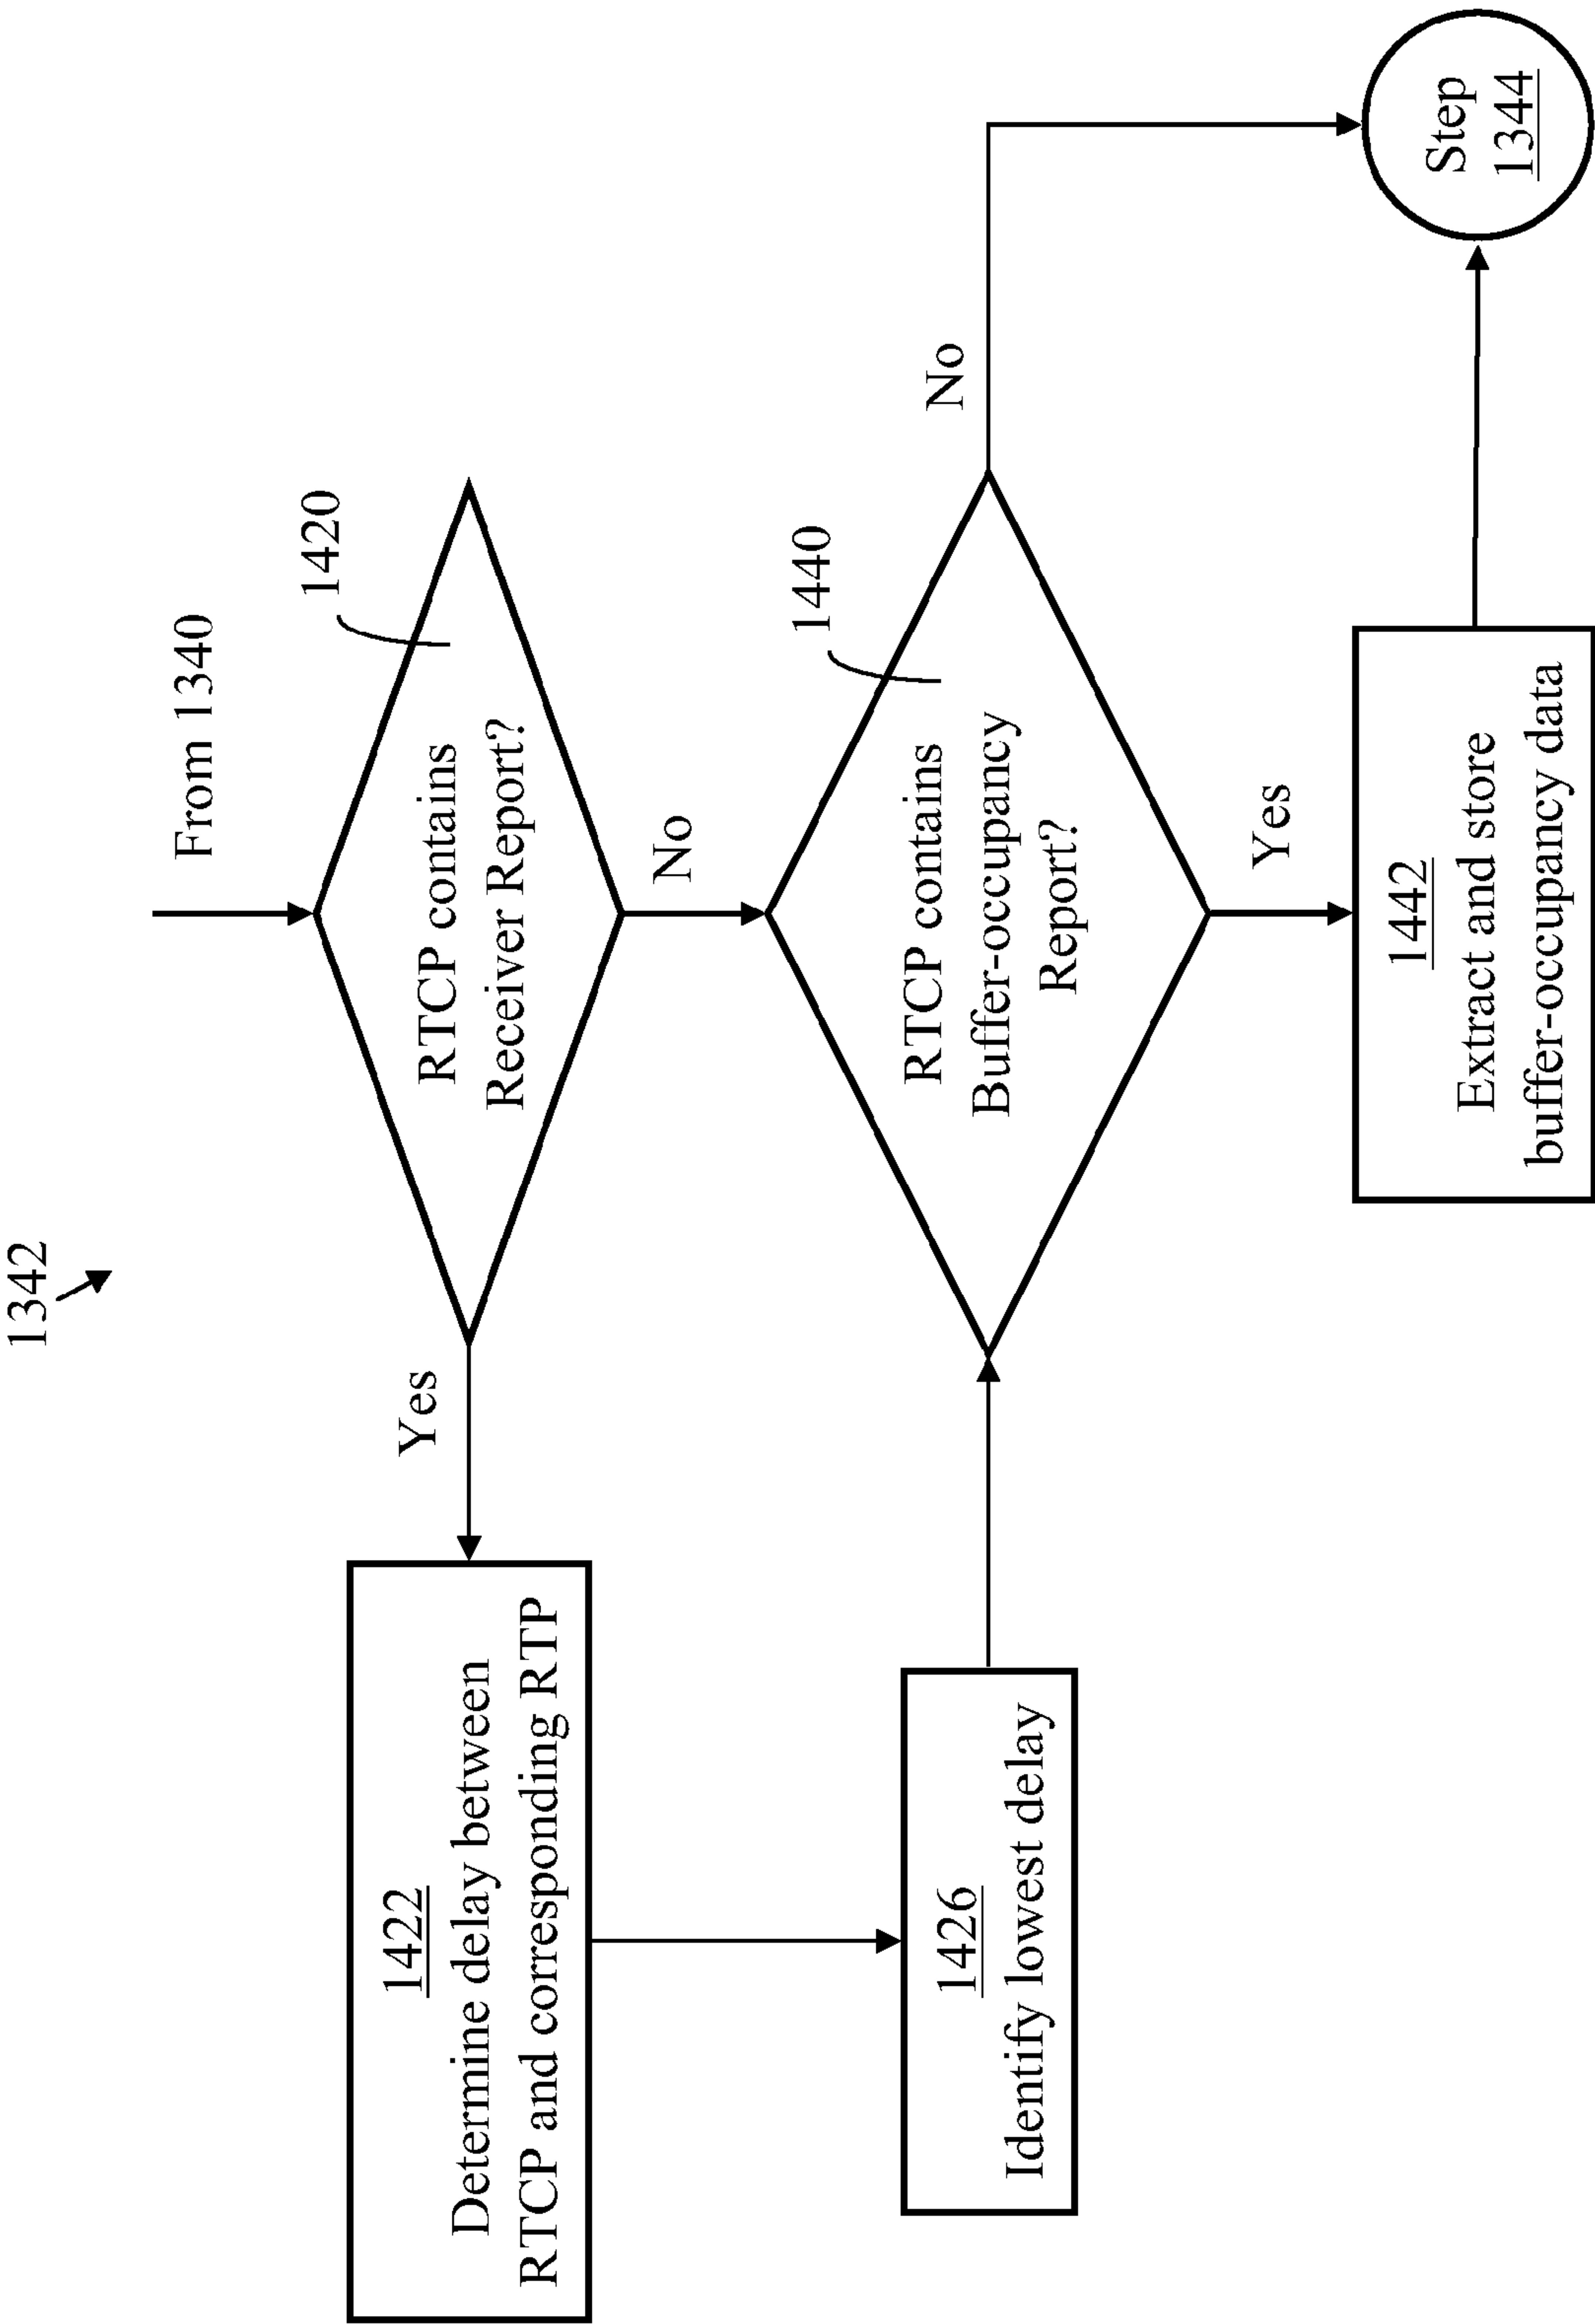 1342
From 1340
1420
RTCP contains
Receiver Report?
Yes
No
1422
Determine delay between
RTCP and corresponding RTP
1426
Identify lowest delay
1440
RTCP contains
Buffer-occupancy
Report?
No
Yes
1442
Extract and store
buffer-occupancy data
Step
1344